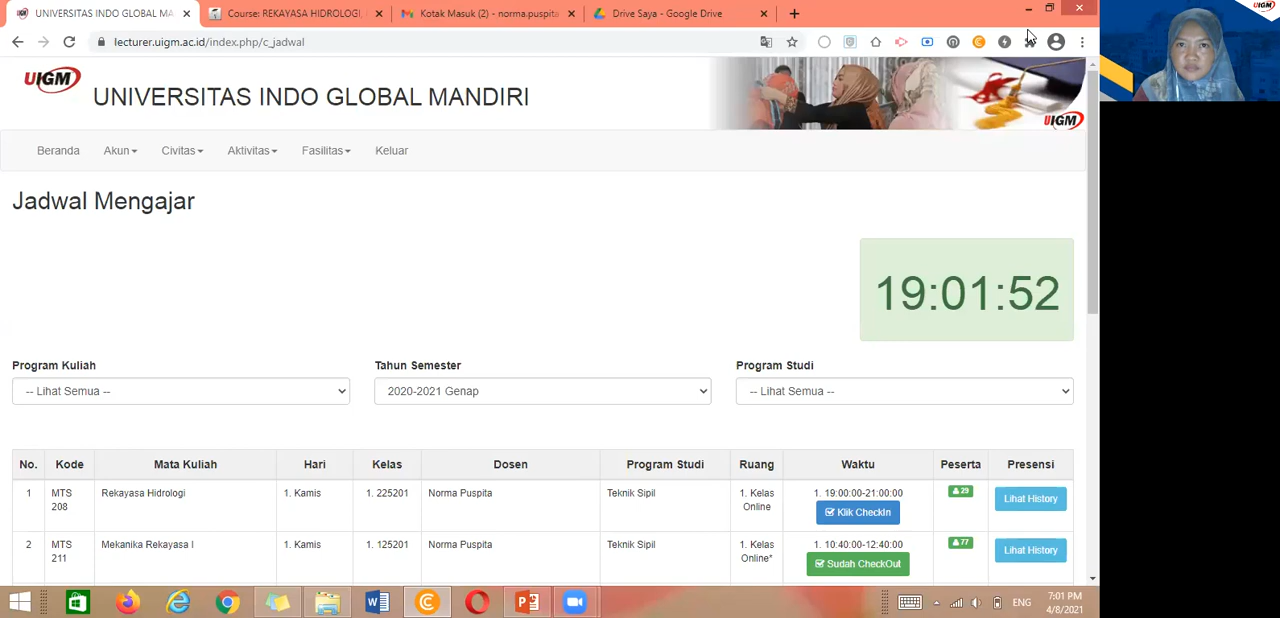 UNIVERSITAS INDO GLOBAL MA
Course: REKAYASA HIDROLOGI,
Kotak Masuk (2) - norma.puspita
Drive Saya - Google Drive
lecturer.uigm.ac.id/index.php/c_jadwal
UIGM
UNIVERSITAS INDO GLOBAL MANDIRI
UIGM
Beranda Akun Civitas Aktivitas Fasilitas Keluar
Jadwal Mengajar
19:01:52
Program Kuliah Tahun Semester Program Studi
-- Lihat Semua -- 2020-2021 Genap -- Lihat Semua --
No. Kode Mata Kuliah Hari Kelas Dosen Program Studi Ruang Waktu Peserta Presensi
1 MTS 208 Rekayasa Hidrologi 1. Kamis 1. 225201 Norma Puspita Teknik Sipil 1. Kelas Online 1. 19:00:00-21:00:00 Klik CheckIn 29 Lihat History
2 MTS 211 Mekanika Rekayasa I 1. Kamis 1. 125201 Norma Puspita Teknik Sipil 1. Kelas Online* 1. 10:40:00-12:40:00 Sudah CheckOut 77 Lihat History
ENG
7:01 PM
4/8/2021
UIGM